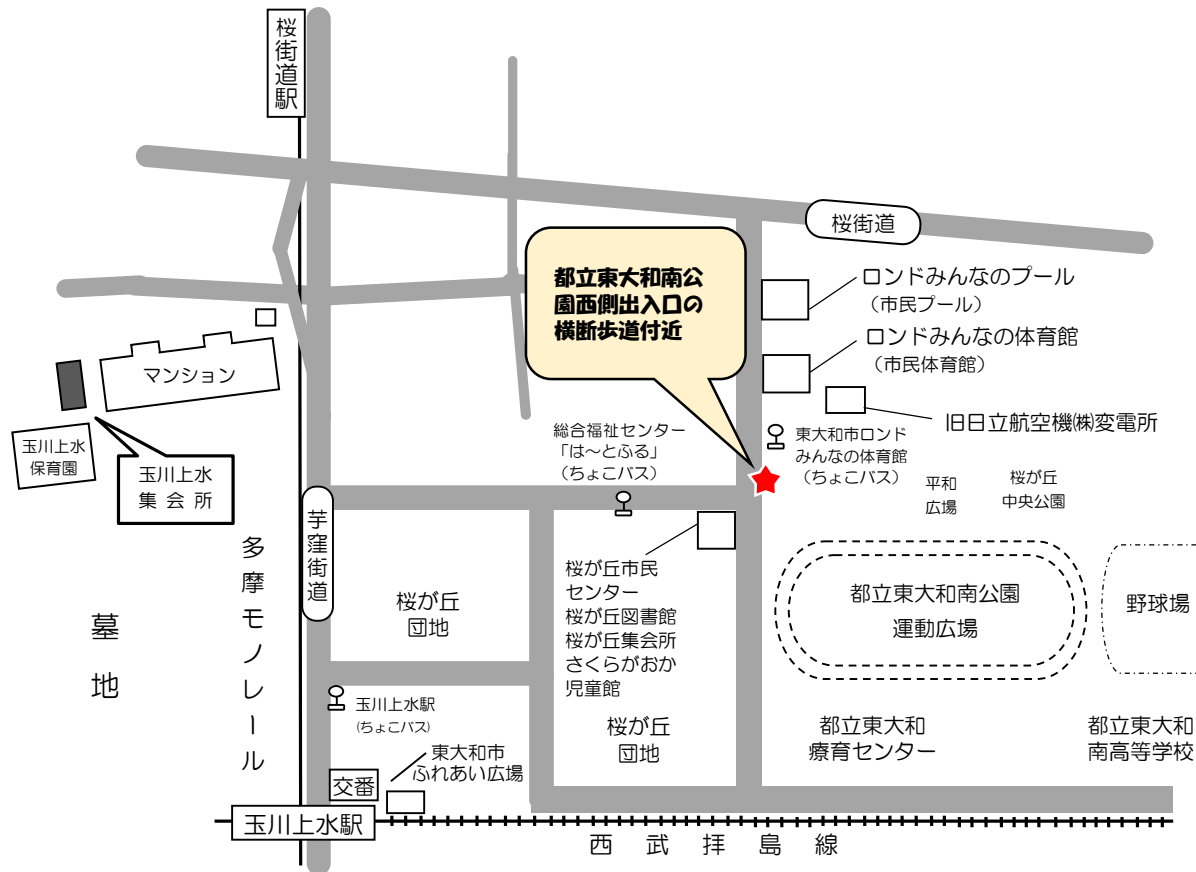 桜街道駅
桜街道
都立東大和南公
園西側出入口の
横断歩道付近
ロンドみんなのプール
(市民プール)
ロンドみんなの体育館
(市民体育館)
旧日立航空機㈱変電所
マンション
玉川上水
保育園
玉川上水
集会所
総合福祉センター
「は～とふる」
(ちょこバス)
東大和市ロンド
みんなの体育館
(ちょこバス)
平和
広場
桜が丘
中央公園
芋窪街道
多摩モノレール
墓地
桜が丘
団地
桜が丘市民
センター
桜が丘図書館
桜が丘集会所
さくらがおか
児童館
都立東大和南公園
運動広場
野球場
玉川上水駅
(ちょこバス)
桜が丘
団地
都立東大和
療育センター
都立東大和
南高等学校
東大和市
ふれあい広場
交番
玉川上水駅
西武拝島線